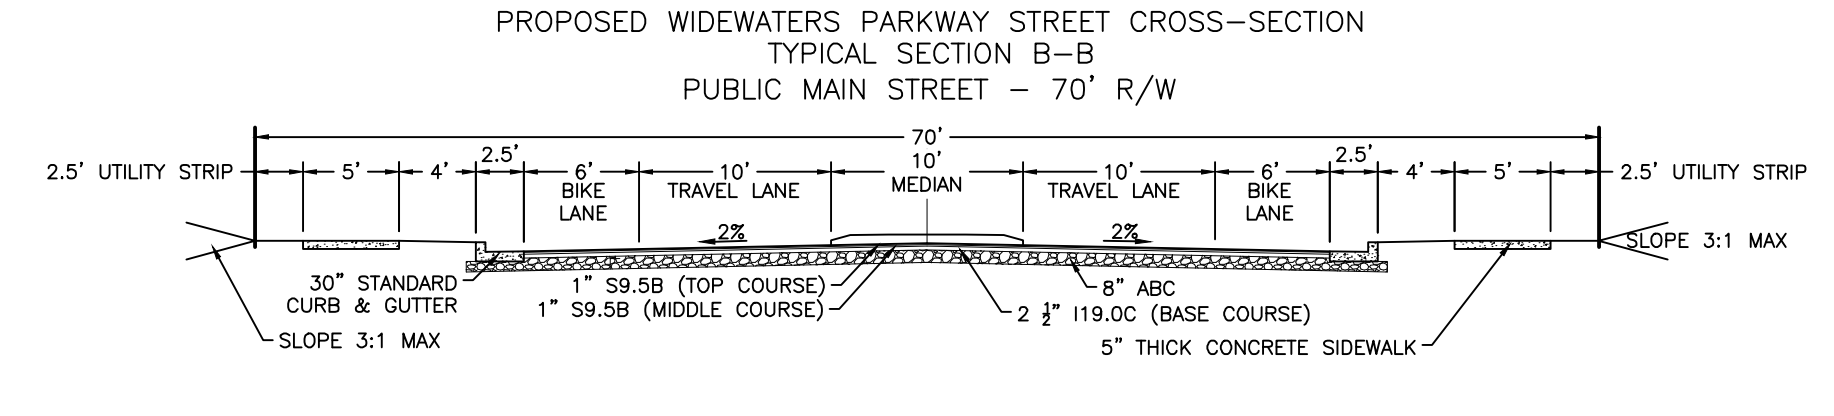 PROPOSED WIDEWATERS PARKWAY STREET CROSS-SECTION
TYPICAL SECTION B-B
PUBLIC MAIN STREET - 70' R/W
70'
2.5' UTILITY STRIP
5'
4'
2.5'
6'
BIKE
LANE
10'
TRAVEL LANE
10'
MEDIAN
10'
TRAVEL LANE
6'
BIKE
LANE
2.5'
4'
5'
2.5' UTILITY STRIP
2%
2%
SLOPE 3:1 MAX
30" STANDARD
CURB & GUTTER
SLOPE 3:1 MAX
1" S9.5B (TOP COURSE)
1" S9.5B (MIDDLE COURSE)
8" ABC
2 ½" I19.0C (BASE COURSE)
5" THICK CONCRETE SIDEWALK